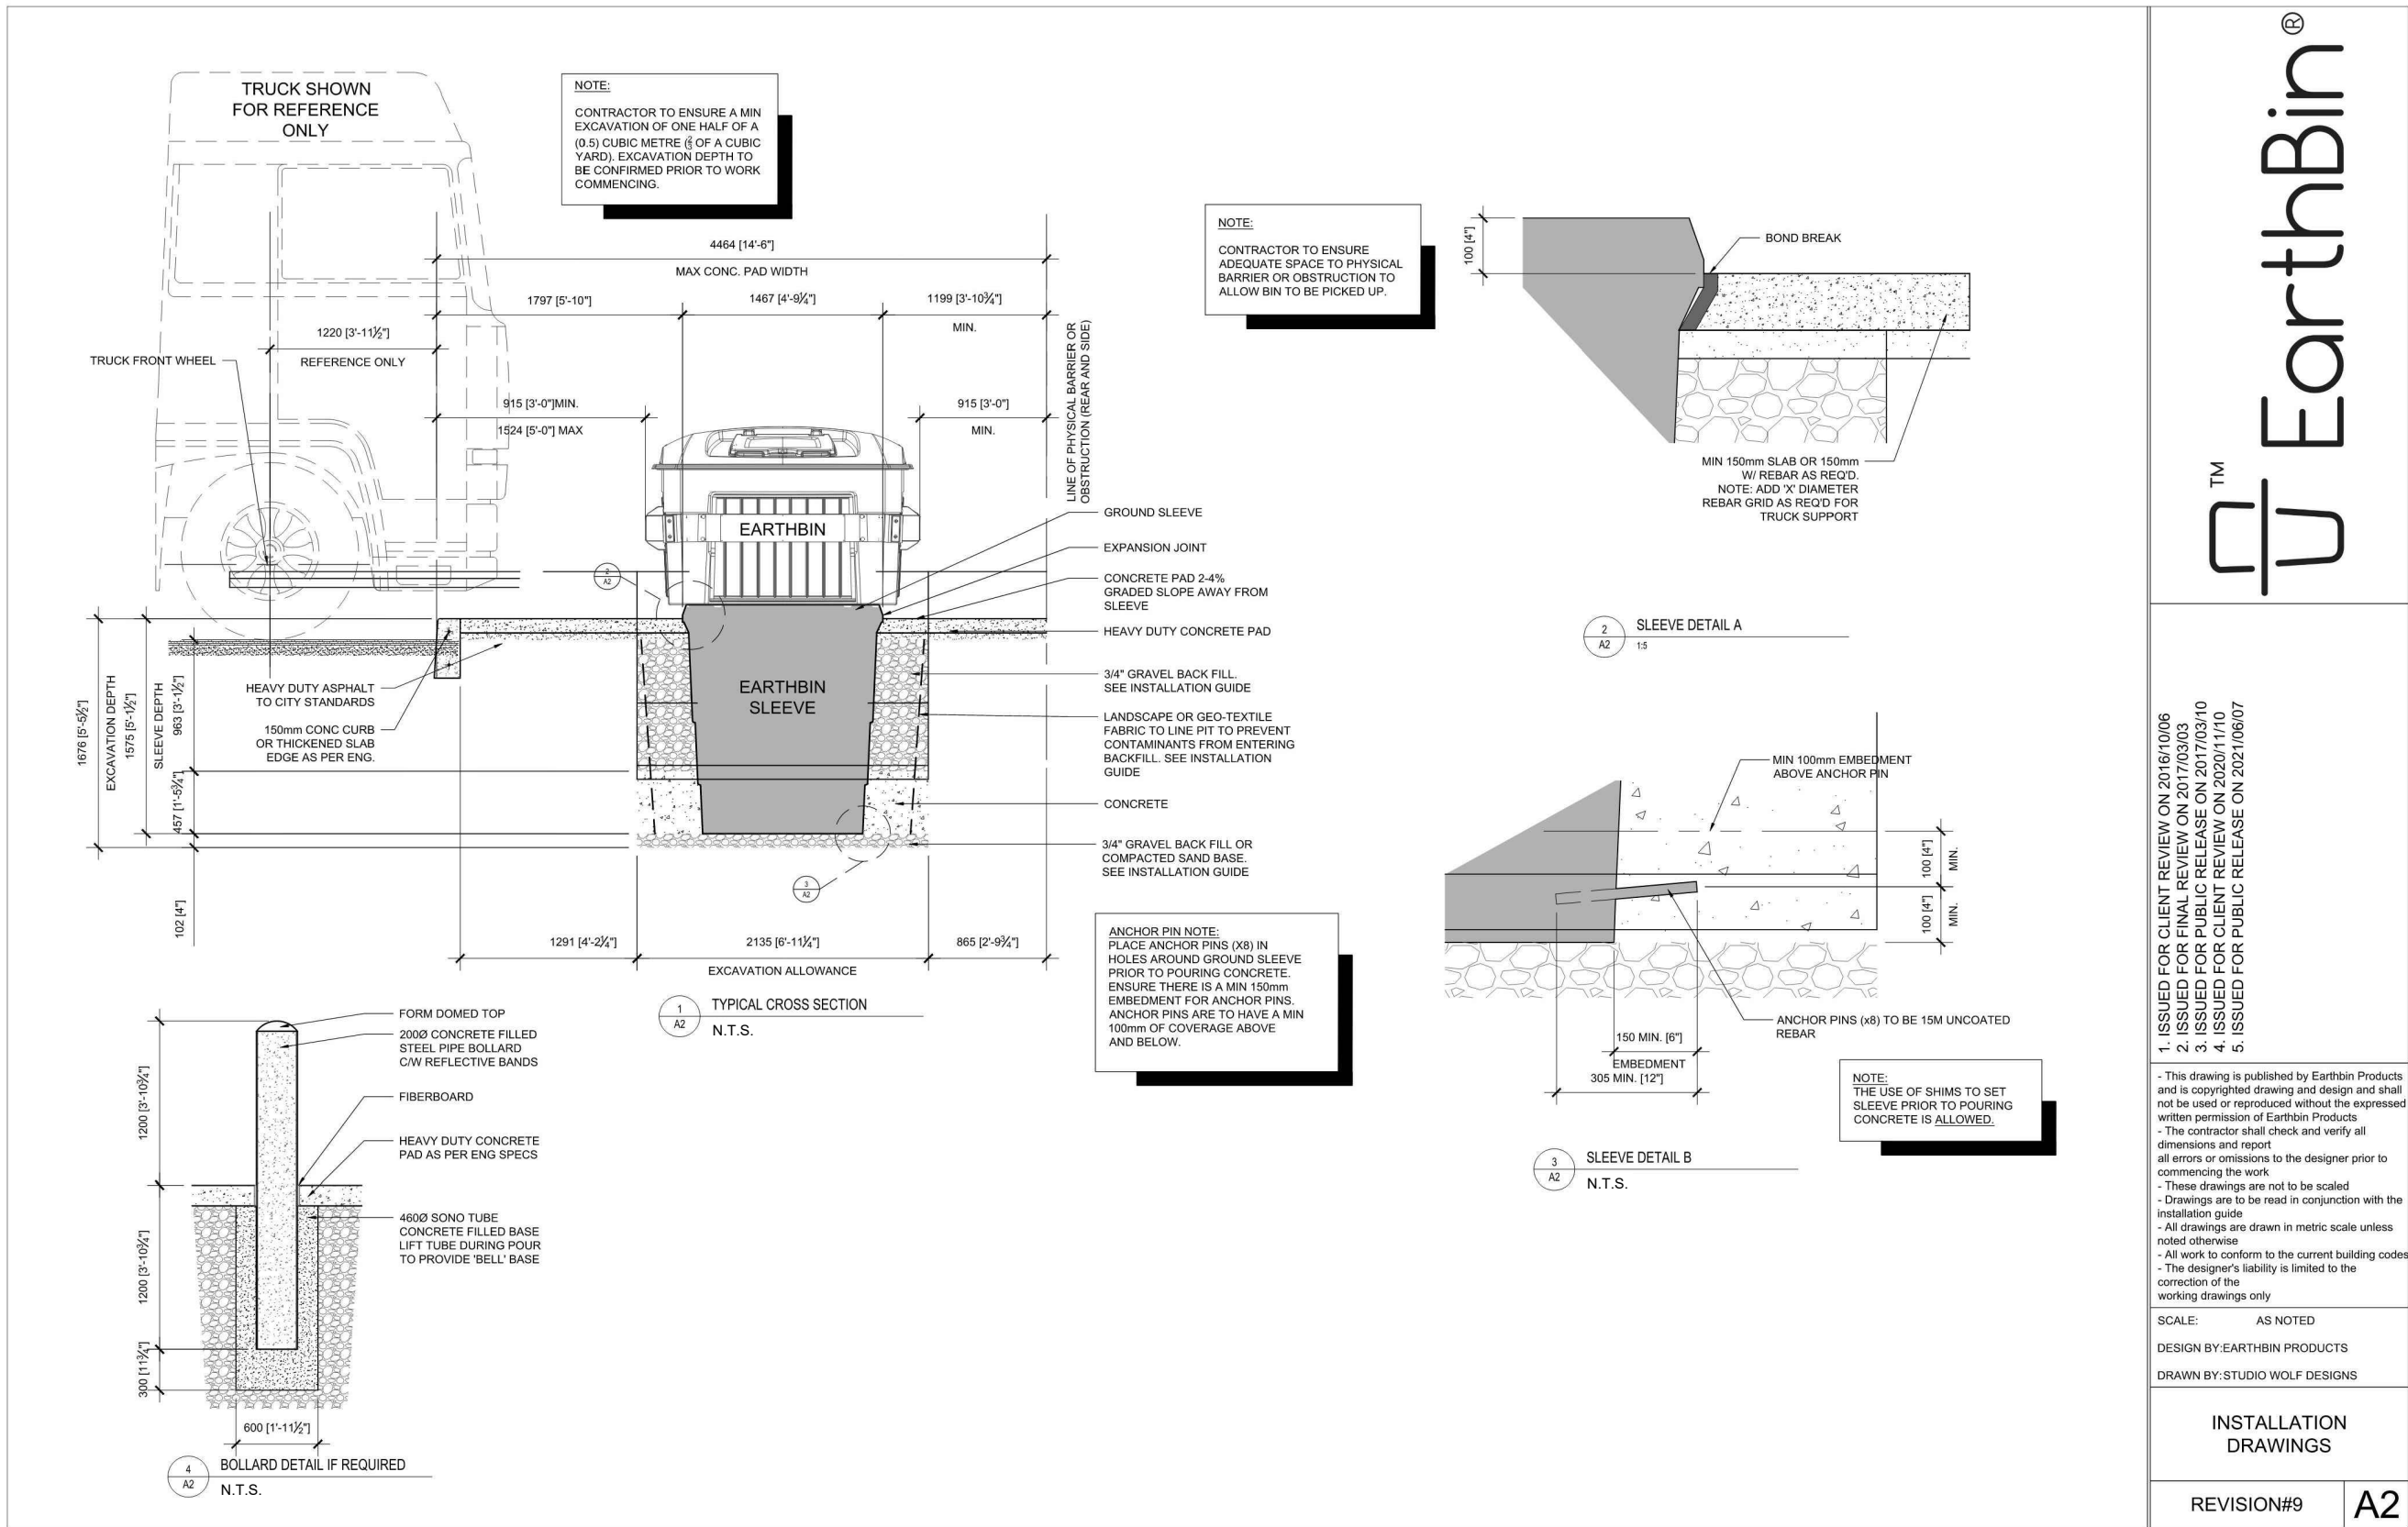 TRUCK SHOWN
FOR REFERENCE
ONLY
NOTE:
CONTRACTOR TO ENSURE A MIN
EXCAVATION OF ONE HALF OF A
(0.5) CUBIC METRE (⅔ OF A CUBIC
YARD). EXCAVATION DEPTH TO
BE CONFIRMED PRIOR TO WORK
COMMENCING.
4464 [14'-6"]
MAX CONC. PAD WIDTH
1797 [5'-10"]
1467 [4'-9¼"]
1199 [3'-10¾"]
MIN.
1220 [3'-11½"]
REFERENCE ONLY
TRUCK FRONT WHEEL
915 [3'-0"]MIN.
1524 [5'-0"] MAX
915 [3'-0"]
MIN.
LINE OF PHYSICAL BARRIER OR
OBSTRUCTION (REAR AND SIDE)
EARTHBIN
EARTHBIN
SLEEVE
2
A2
3
A2
GROUND SLEEVE
EXPANSION JOINT
CONCRETE PAD 2-4%
GRADED SLOPE AWAY FROM
SLEEVE
HEAVY DUTY CONCRETE PAD
3/4" GRAVEL BACK FILL.
SEE INSTALLATION GUIDE
LANDSCAPE OR GEO-TEXTILE
FABRIC TO LINE PIT TO PREVENT
CONTAMINANTS FROM ENTERING
BACKFILL. SEE INSTALLATION
GUIDE
CONCRETE
3/4" GRAVEL BACK FILL OR
COMPACTED SAND BASE.
SEE INSTALLATION GUIDE
HEAVY DUTY ASPHALT
TO CITY STANDARDS
150mm CONC CURB
OR THICKENED SLAB
EDGE AS PER ENG.
1676 [5'-5½"]
EXCAVATION DEPTH
1575 [5'-1½"]
SLEEVE DEPTH
963 [3'-1½"]
457 [1'-5¾"]
102 [4"]
1291 [4'-2¼"]
2135 [6'-11¼"]
865 [2'-9¾"]
EXCAVATION ALLOWANCE
1
A2
TYPICAL CROSS SECTION
N.T.S.
FORM DOMED TOP
200Ø CONCRETE FILLED
STEEL PIPE BOLLARD
C/W REFLECTIVE BANDS
FIBERBOARD
HEAVY DUTY CONCRETE
PAD AS PER ENG SPECS
460Ø SONO TUBE
CONCRETE FILLED BASE
LIFT TUBE DURING POUR
TO PROVIDE 'BELL' BASE
1200 [3'-10¾"]
1200 [3'-10¾"]
300 [11¾"]
600 [1'-11½"]
4
A2
BOLLARD DETAIL IF REQUIRED
N.T.S.
ANCHOR PIN NOTE:
PLACE ANCHOR PINS (X8) IN
HOLES AROUND GROUND SLEEVE
PRIOR TO POURING CONCRETE.
ENSURE THERE IS A MIN 150mm
EMBEDMENT FOR ANCHOR PINS.
ANCHOR PINS ARE TO HAVE A MIN
100mm OF COVERAGE ABOVE
AND BELOW.
NOTE:
CONTRACTOR TO ENSURE
ADEQUATE SPACE TO PHYSICAL
BARRIER OR OBSTRUCTION TO
ALLOW BIN TO BE PICKED UP.
100 [4"]
BOND BREAK
MIN 150mm SLAB OR 150mm
W/ REBAR AS REQ'D.
NOTE: ADD 'X' DIAMETER
REBAR GRID AS REQ'D FOR
TRUCK SUPPORT
2
A2
SLEEVE DETAIL A
1:5
MIN 100mm EMBEDMENT
ABOVE ANCHOR PIN
100 [4"]
MIN.
100 [4"]
MIN.
ANCHOR PINS (x8) TO BE 15M UNCOATED
REBAR
150 MIN. [6"]
EMBEDMENT
305 MIN. [12"]
NOTE:
THE USE OF SHIMS TO SET
SLEEVE PRIOR TO POURING
CONCRETE IS ALLOWED.
3
A2
SLEEVE DETAIL B
N.T.S.
TM
EarthBin®
1. ISSUED FOR CLIENT REVIEW ON 2016/10/06
2. ISSUED FOR FINAL REVIEW ON 2017/03/03
3. ISSUED FOR PUBLIC RELEASE ON 2017/03/10
4. ISSUED FOR CLIENT REVIEW ON 2020/11/10
5. ISSUED FOR PUBLIC RELEASE ON 2021/06/07
- This drawing is published by Earthbin Products
and is copyrighted drawing and design and shall
not be used or reproduced without the expressed
written permission of Earthbin Products
- The contractor shall check and verify all
dimensions and report
all errors or omissions to the designer prior to
commencing the work
- These drawings are not to be scaled
- Drawings are to be read in conjunction with the
installation guide
- All drawings are drawn in metric scale unless
noted otherwise
- All work to conform to the current building codes
- The designer's liability is limited to the
correction of the
working drawings only
SCALE: AS NOTED
DESIGN BY:EARTHBIN PRODUCTS
DRAWN BY:STUDIO WOLF DESIGNS
INSTALLATION
DRAWINGS
REVISION#9
A2